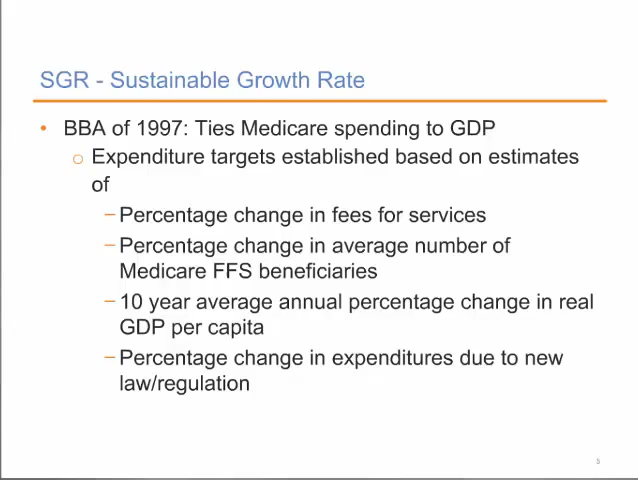 SGR - Sustainable Growth Rate
• BBA of 1997: Ties Medicare spending to GDP
o Expenditure targets established based on estimates
of
–Percentage change in fees for services
–Percentage change in average number of
Medicare FFS beneficiaries
–10 year average annual percentage change in real
GDP per capita
–Percentage change in expenditures due to new
law/regulation